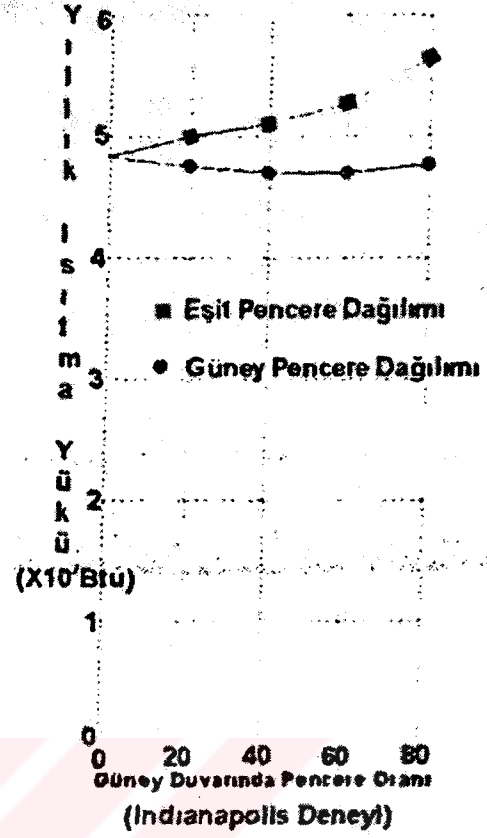 Yıllık Isıtma Yükü
(X10⁷Btu)
6
5
4
3
2
1
0
■ Eşit Pencere Dağılımı
● Güney Pencere Dağılımı
0 20 40 60 80
Güney Duvarında Pencere Oranı
(Indıanapolis Deneyi)